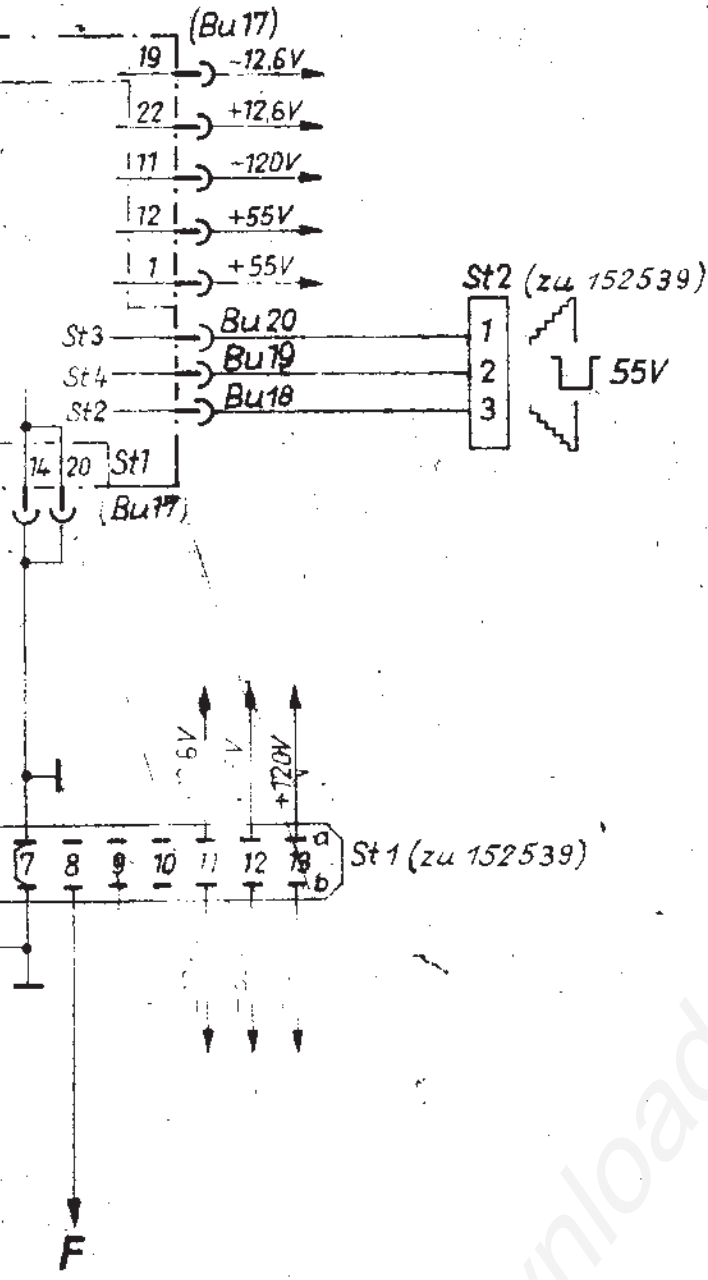 (Bu17)
19 -12,6V
22 +12,6V
11 -120V
12 +55V
1 +55V
St2 (zu 152539)
St3 Bu20 1
St4 Bu19 2 55V
St2 Bu18 3
14 20 St1
(Bu17)
6V V +120V
a
7 8 9 10 11 12 13 St1 (zu 152539)
b
F
nload